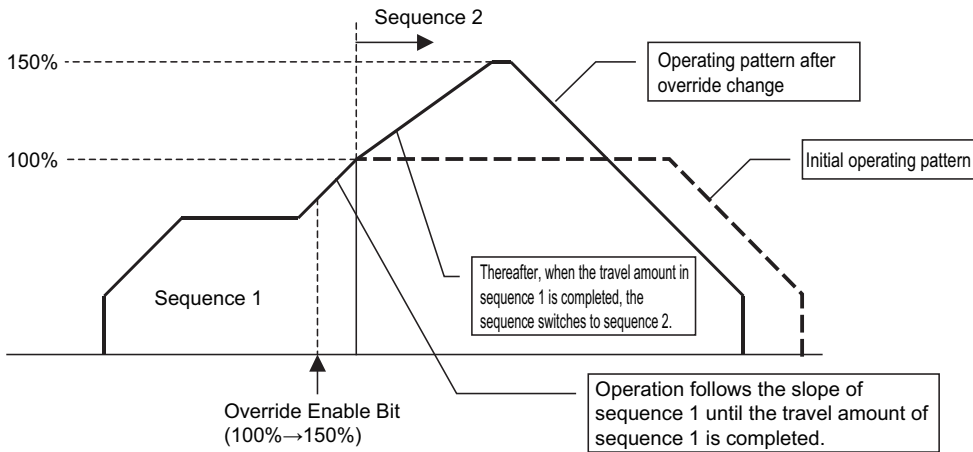 Sequence 2
150%
Operating pattern after
override change
100%
Initial operating pattern
Thereafter, when the travel amount in
sequence 1 is completed, the
sequence switches to sequence 2.
Sequence 1
Override Enable Bit
(100%→150%)
Operation follows the slope of
sequence 1 until the travel amount of
sequence 1 is completed.